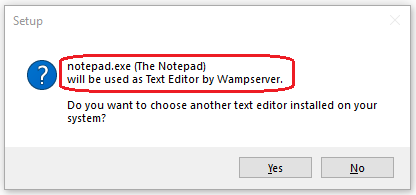 Setup
notepad.exe (The Notepad)
will be used as Text Editor by Wampserver.
Do you want to choose another text editor installed on your
system?
Yes No